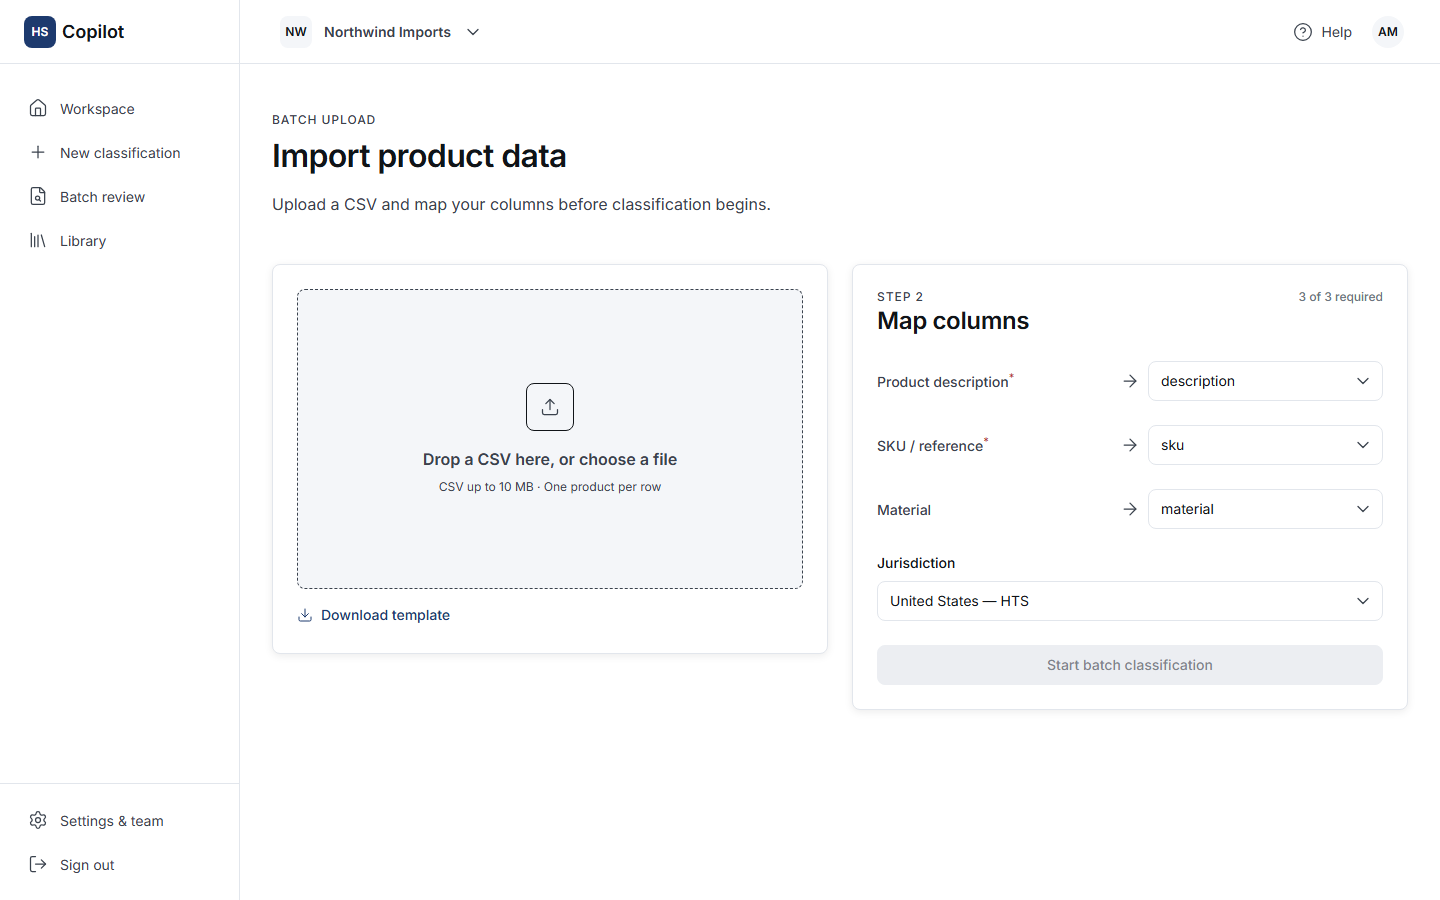 HS Copilot
NW Northwind Imports
Help AM
Workspace
New classification
Batch review
Library
Settings & team
Sign out
BATCH UPLOAD
Import product data
Upload a CSV and map your columns before classification begins.
Drop a CSV here, or choose a file
CSV up to 10 MB · One product per row
Download template
STEP 2
3 of 3 required
Map columns
Product description* → description
SKU / reference* → sku
Material → material
Jurisdiction
United States — HTS
Start batch classification